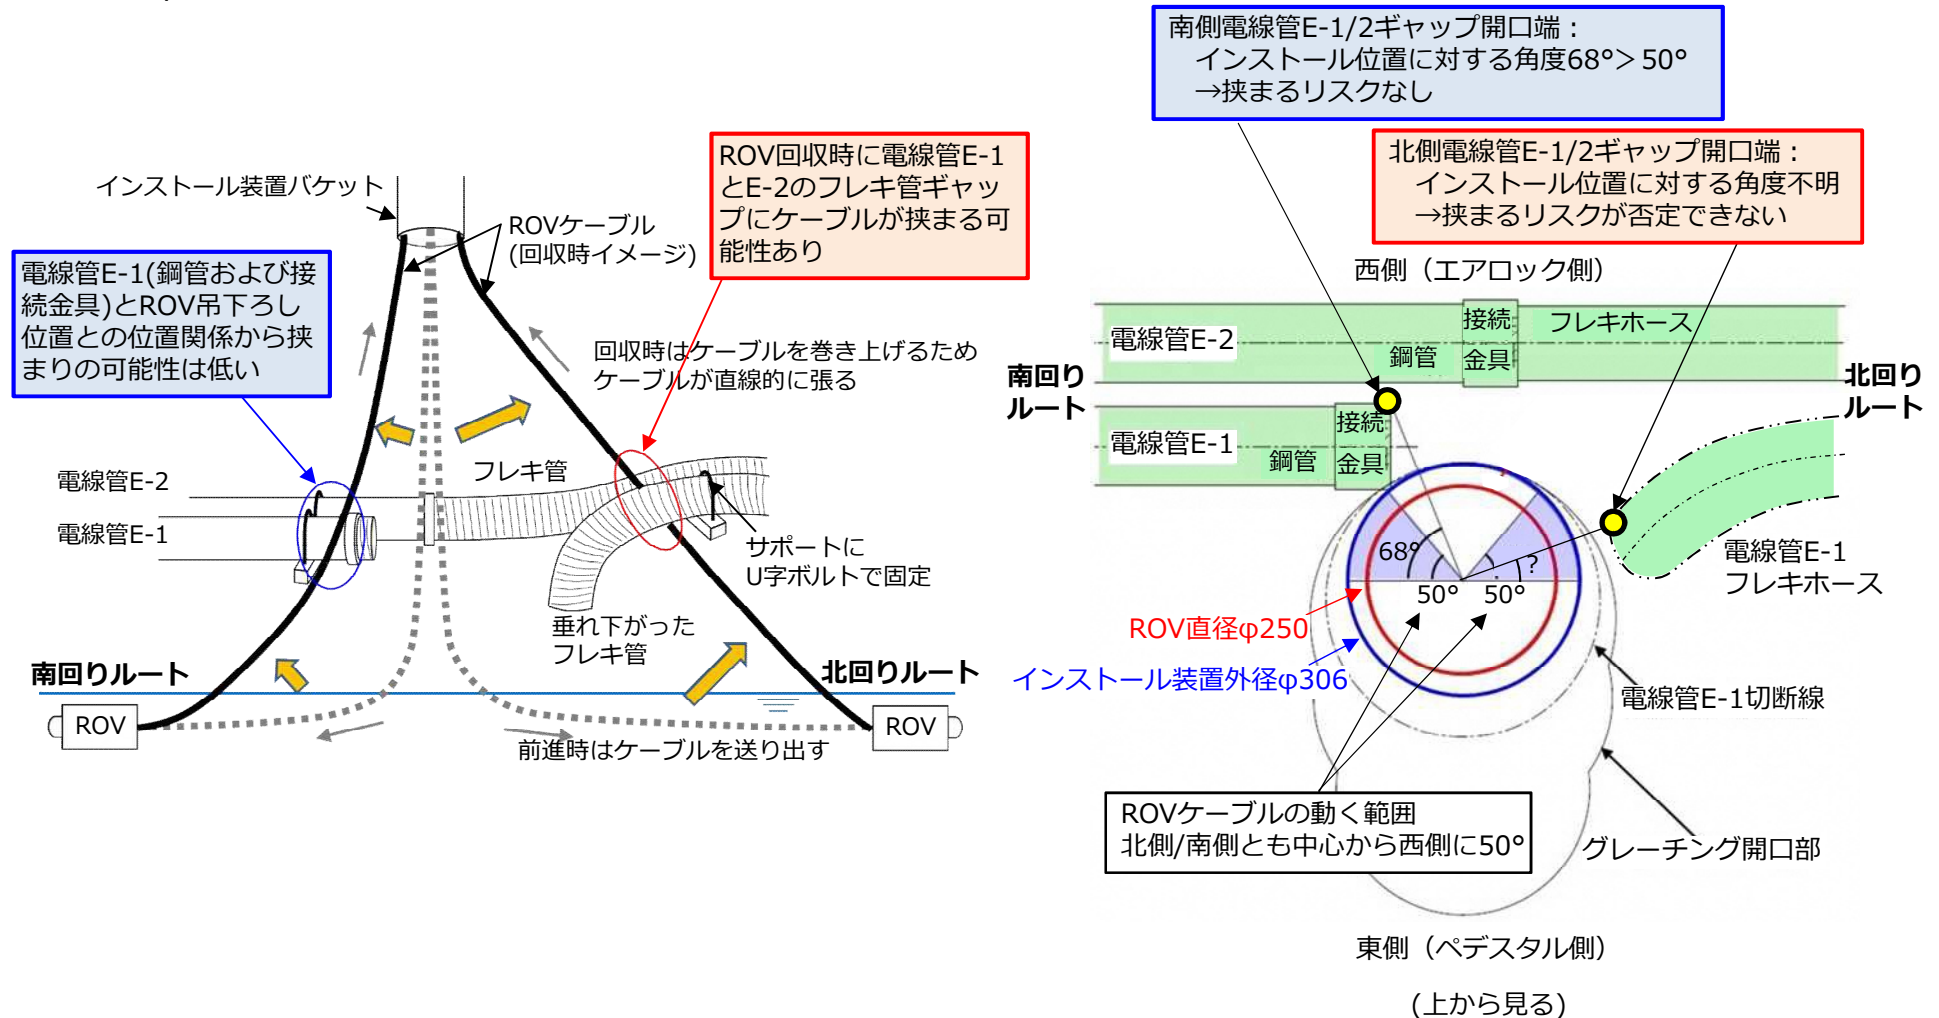 インストール装置バケット
ROVケーブル
(回収時イメージ)
ROV回収時に電線管E-1
とE-2のフレキ管ギャッ
プにケーブルが挟まる可
能性あり
電線管E-1(鋼管および接
続金具)とROV吊下ろし
位置との位置関係から挟
まりの可能性は低い
回収時はケーブルを巻き上げるため
ケーブルが直線的に張る
フレキ管
電線管E-2
電線管E-1
サポートに
U字ボルトで固定
垂れ下がった
フレキ管
南回りルート
北回りルート
ROV
ROV
前進時はケーブルを送り出す
南側電線管E-1/2ギャップ開口端：
インストール位置に対する角度68°＞50°
→挟まるリスクなし
北側電線管E-1/2ギャップ開口端：
インストール位置に対する角度不明
→挟まるリスクが否定できない
西側（エアロック側）
電線管E-2
鋼管
接続
金具
フレキホース
南回り
ルート
北回り
ルート
電線管E-1
鋼管
接続
金具
68°
50°
50°
?
電線管E-1
フレキホース
ROV直径φ250
インストール装置外径φ306
電線管E-1切断線
ROVケーブルの動く範囲
北側/南側とも中心から西側に50°
グレーチング開口部
東側（ペデスタル側）
(上から見る)